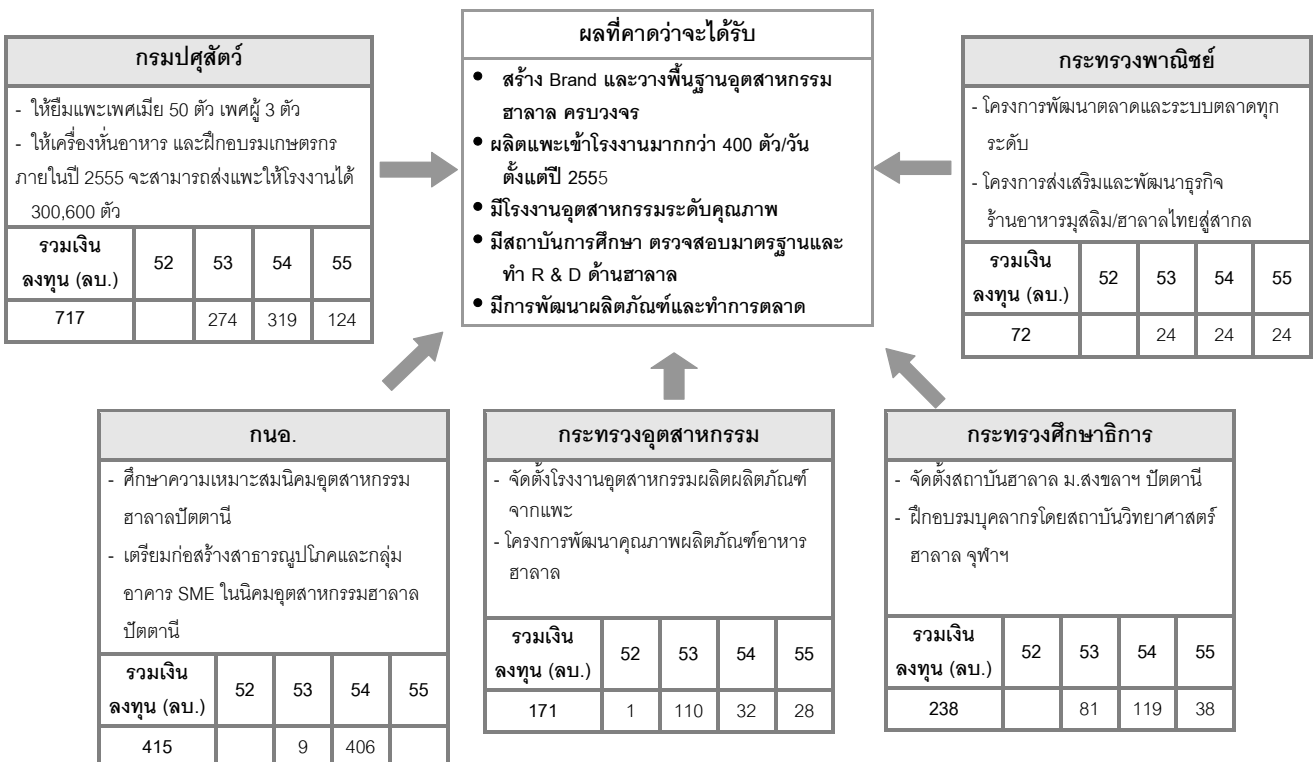 กรมปศุสัตว์
- ให้ยืมแพะเพศเมีย 50 ตัว เพศผู้ 3 ตัว
- ให้เครื่องหั่นอาหาร และฝึกอบรมเกษตรกร
ภายในปี 2555 จะสามารถส่งแพะให้โรงงานได้
300,600 ตัว
รวมเงิน
ลงทุน (ลบ.) 52 53 54 55
717 274 319 124
ผลที่คาดว่าจะได้รับ
• สร้าง Brand และวางพื้นฐานอุตสาหกรรม
ฮาลาล ครบวงจร
• ผลิตแพะเข้าโรงงานมากกว่า 400 ตัว/วัน
ตั้งแต่ปี 2555
• มีโรงงานอุตสาหกรรมระดับคุณภาพ
• มีสถาบันการศึกษา ตรวจสอบมาตรฐานและ
ทำ R & D ด้านฮาลาล
• มีการพัฒนาผลิตภัณฑ์และทำการตลาด
กระทรวงพาณิชย์
- โครงการพัฒนาตลาดและระบบตลาดทุก
ระดับ
- โครงการส่งเสริมและพัฒนาธุรกิจ
ร้านอาหารมุสลิม/ฮาลาลไทยสู่สากล
รวมเงิน
ลงทุน (ลบ.) 52 53 54 55
72 24 24 24
กนอ.
- ศึกษาความเหมาะสมนิคมอุตสาหกรรม
ฮาลาลปัตตานี
- เตรียมก่อสร้างสาธารณูปโภคและกลุ่ม
อาคาร SME ในนิคมอุตสาหกรรมฮาลาล
ปัตตานี
รวมเงิน
ลงทุน (ลบ.) 52 53 54 55
415 9 406
กระทรวงอุตสาหกรรม
- จัดตั้งโรงงานอุตสาหกรรมผลิตผลิตภัณฑ์
จากแพะ
- โครงการพัฒนาคุณภาพผลิตภัณฑ์อาหาร
ฮาลาล
รวมเงิน
ลงทุน (ลบ.) 52 53 54 55
171 1 110 32 28
กระทรวงศึกษาธิการ
- จัดตั้งสถาบันฮาลาล ม.สงขลาฯ ปัตตานี
- ฝึกอบรมบุคลากรโดยสถาบันวิทยาศาสตร์
ฮาลาล จุฬาฯ
รวมเงิน
ลงทุน (ลบ.) 52 53 54 55
238 81 119 38